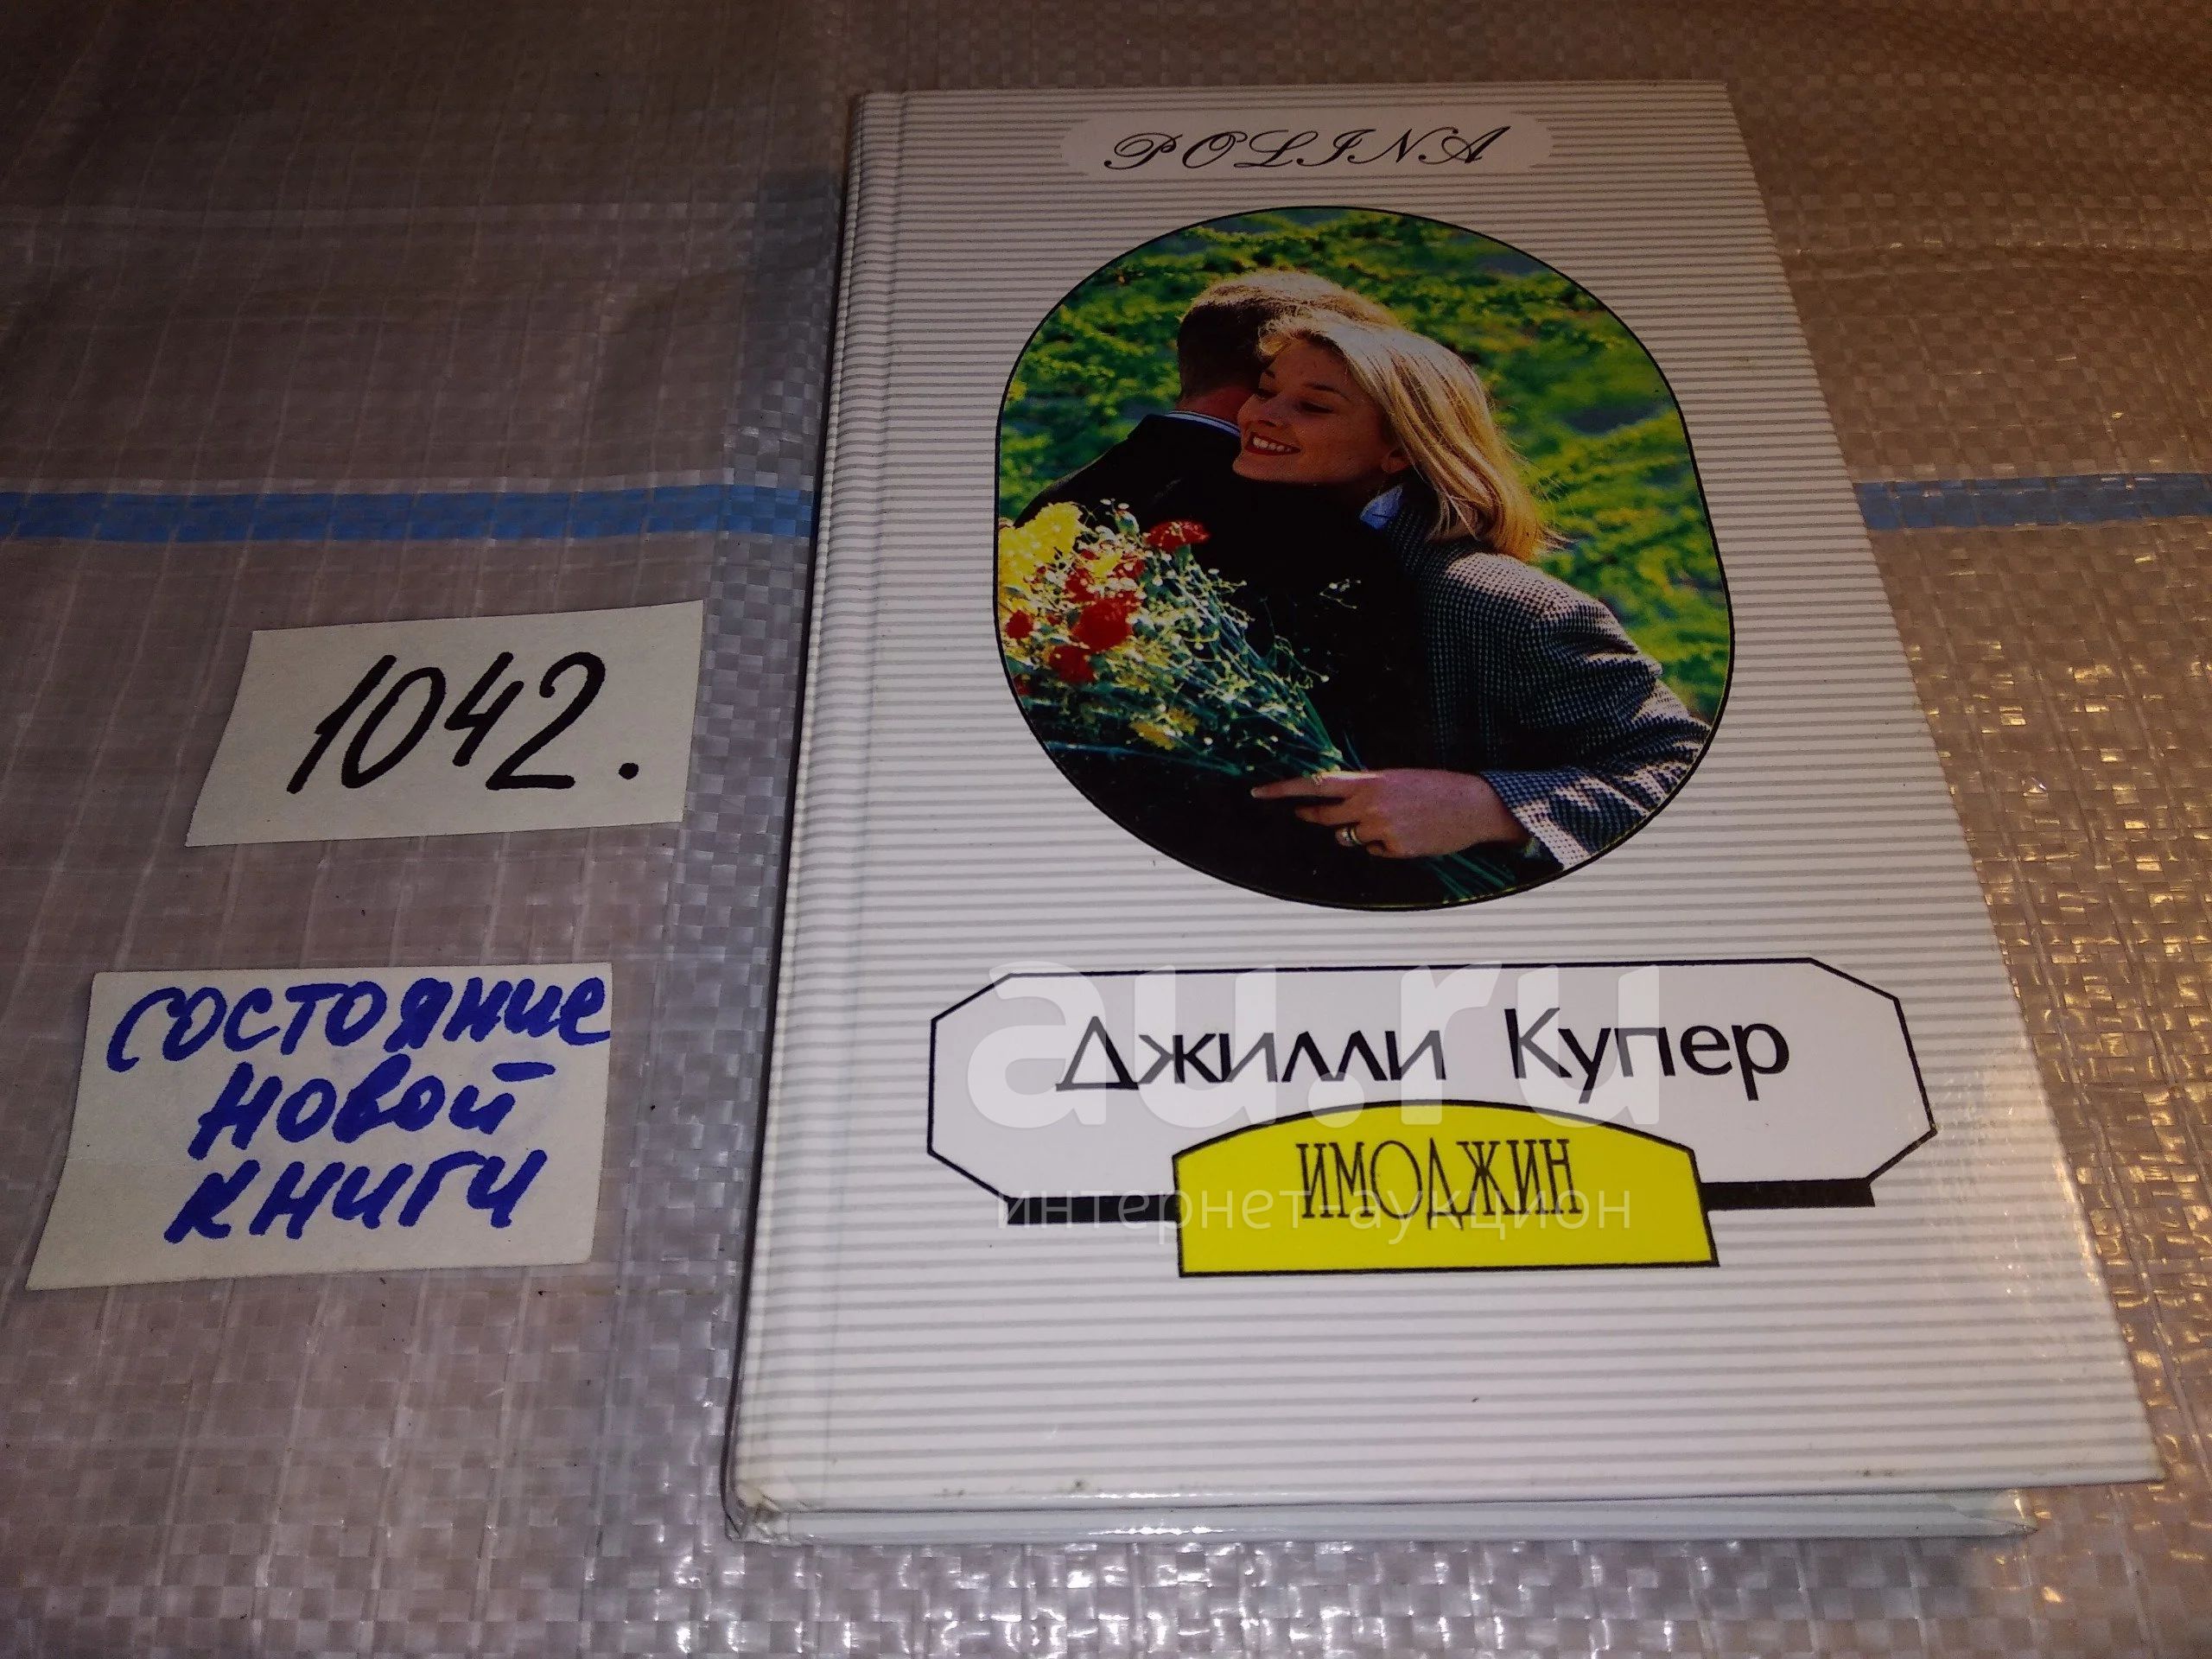 POLINA
1042.
состояние
новой
книги
Джилли Купер
ИМОДЖИН
au.ru
интернет-аукцион